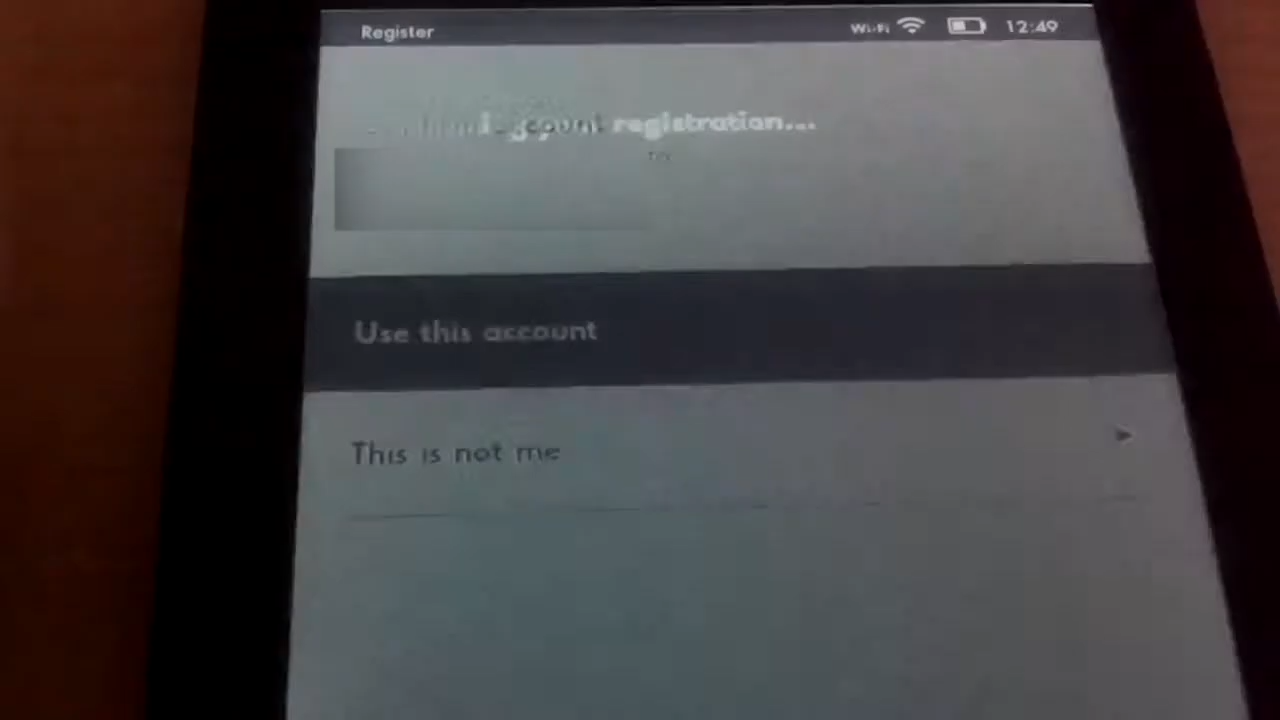 Register Wi-Fi 12:49
account registration...
Use this account
This is not me